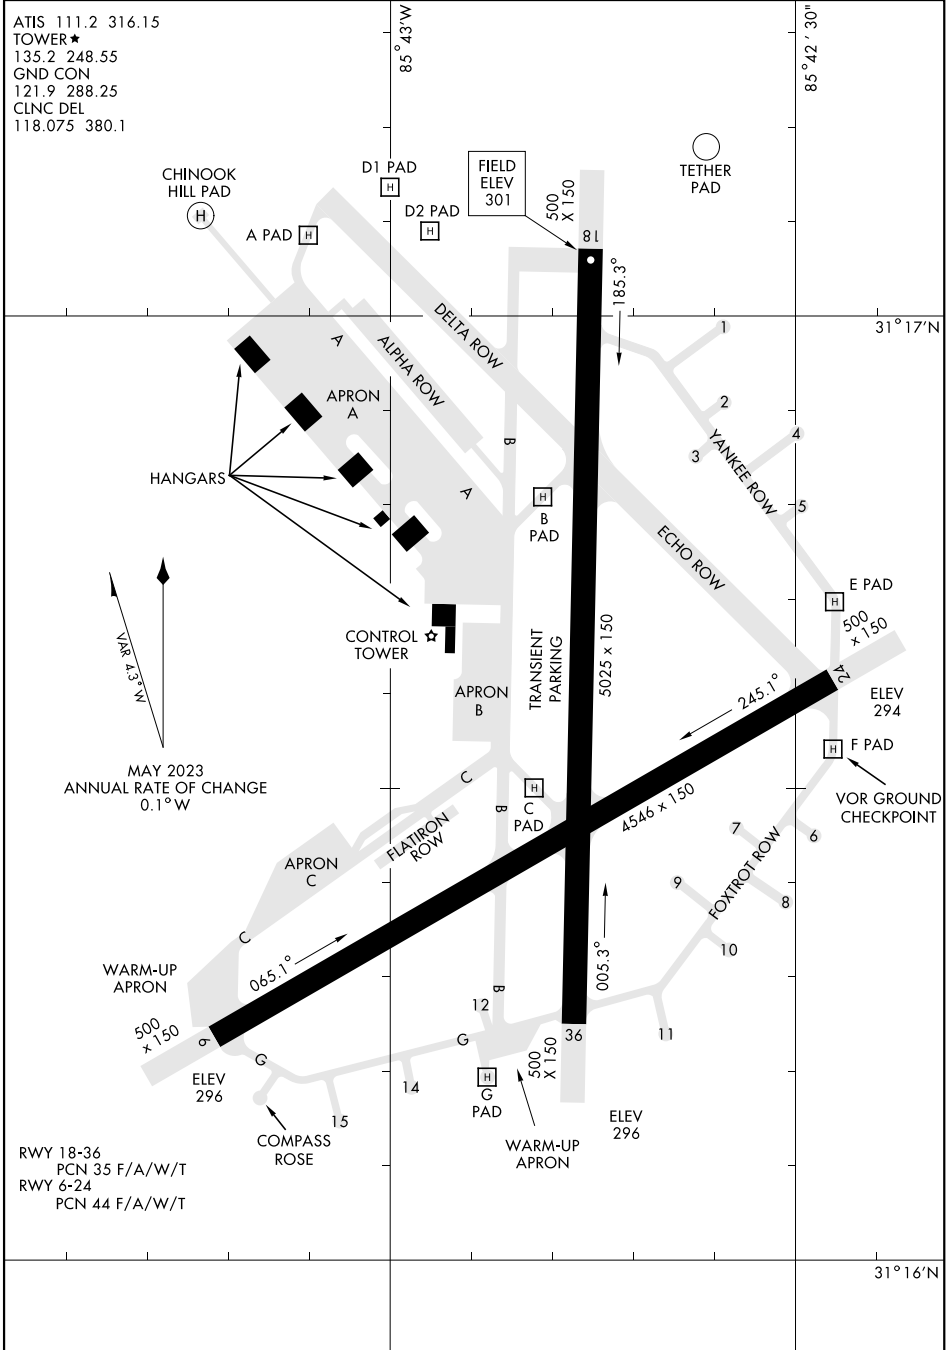 ATIS 111.2 316.15
TOWER★
135.2 248.55
GND CON
121.9 288.25
CLNC DEL
118.075 380.1
85°43'W
85°42'30"
CHINOOK
HILL PAD
H
A PAD H
D1 PAD
H
D2 PAD
H
FIELD
ELEV
301
500
X 150
TETHER
PAD
18
185.3°
31°17'N
DELTA ROW
ALPHA ROW
A
APRON
A
1
2
3
4
5
YANKEE ROW
B
HANGARS
A
H
B
PAD
ECHO ROW
E PAD
H
500
x 150
VAR 4.3° W
CONTROL ☆
TOWER
TRANSIENT
PARKING
5025 x 150
APRON
B
245.1°
24
ELEV
294
H F PAD
MAY 2023
ANNUAL RATE OF CHANGE
0.1° W
C
B
H
C
PAD
4546 x 150
VOR GROUND
CHECKPOINT
FLATIRON
ROW
APRON
C
7
6
FOXTROT ROW
9
8
C
10
WARM-UP
APRON
065.1°
005.3°
B
12
11
500
x 150
6
G
G
36
500
X 150
ELEV
296
14
H
G
PAD
15
ELEV
296
COMPASS
ROSE
WARM-UP
APRON
RWY 18-36
PCN 35 F/A/W/T
RWY 6-24
PCN 44 F/A/W/T
31°16'N